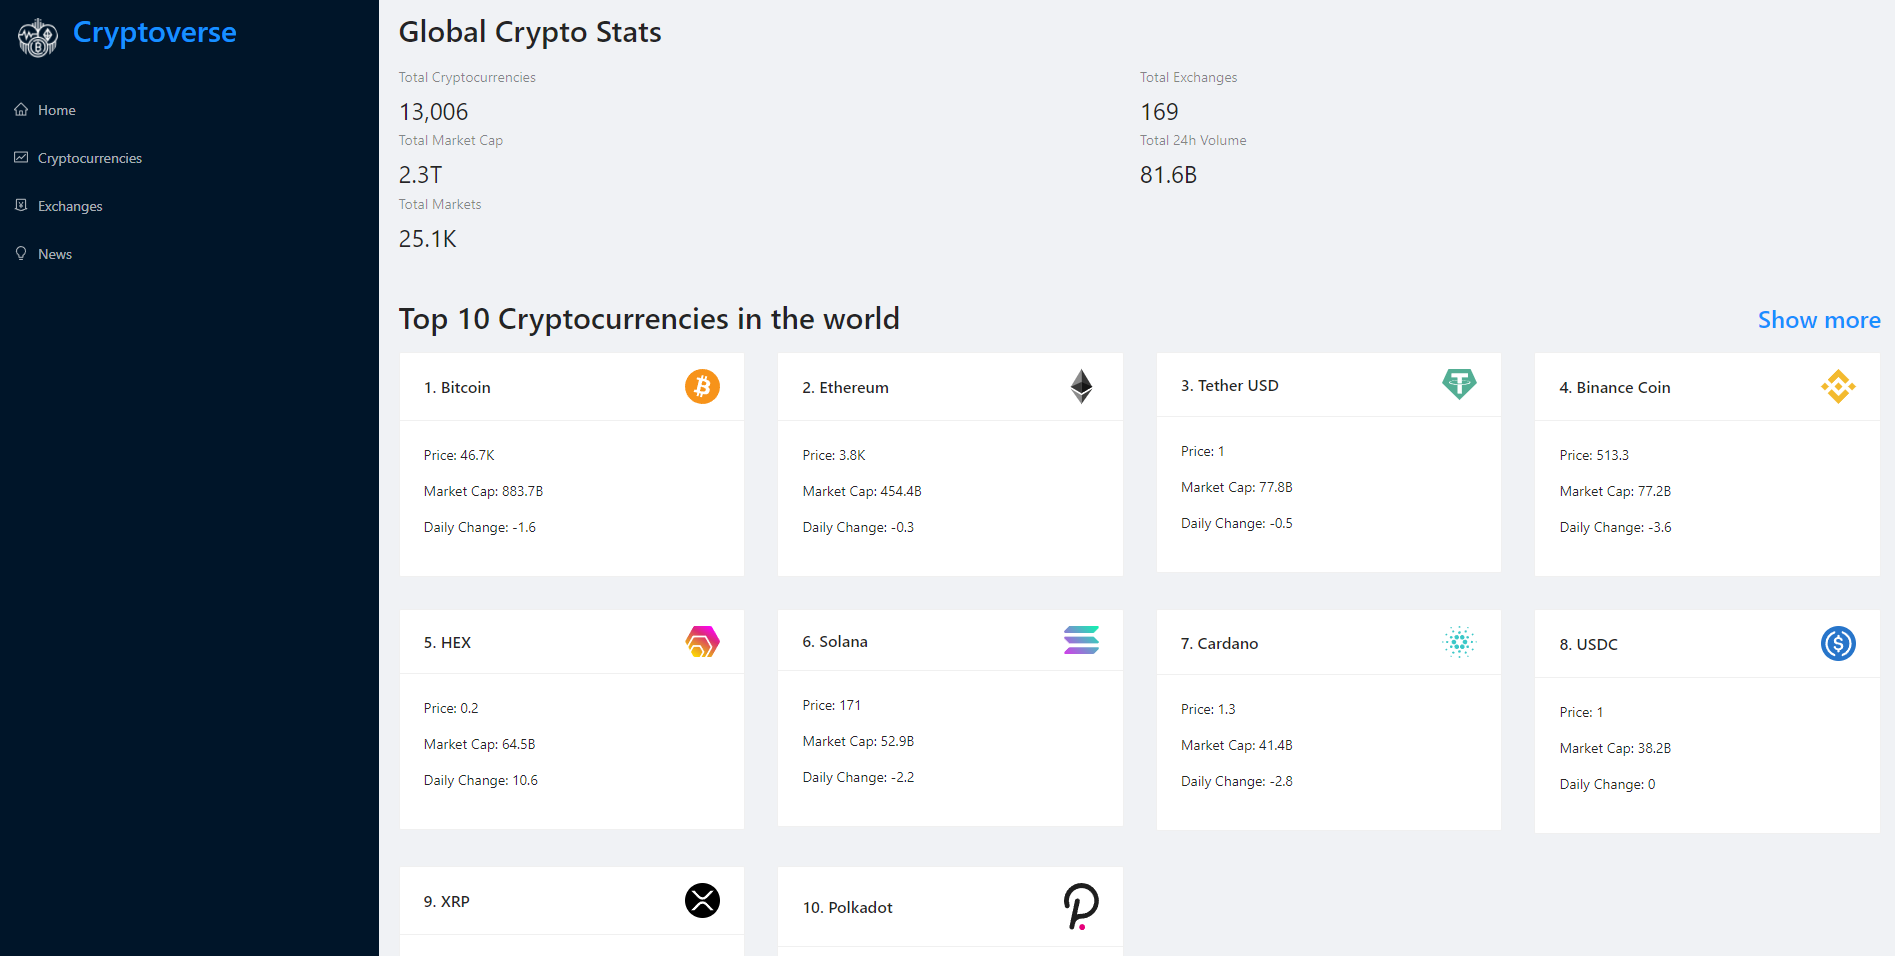 Cryptoverse
Home
Cryptocurrencies
Exchanges
News
Global Crypto Stats
Total Cryptocurrencies
13,006
Total Exchanges
169
Total Market Cap
2.3T
Total 24h Volume
81.6B
Total Markets
25.1K
Top 10 Cryptocurrencies in the world
Show more
1. Bitcoin
Price: 46.7K
Market Cap: 883.7B
Daily Change: -1.6
2. Ethereum
Price: 3.8K
Market Cap: 454.4B
Daily Change: -0.3
3. Tether USD
Price: 1
Market Cap: 77.8B
Daily Change: -0.5
4. Binance Coin
Price: 513.3
Market Cap: 77.2B
Daily Change: -3.6
5. HEX
Price: 0.2
Market Cap: 64.5B
Daily Change: 10.6
6. Solana
Price: 171
Market Cap: 52.9B
Daily Change: -2.2
7. Cardano
Price: 1.3
Market Cap: 41.4B
Daily Change: -2.8
8. USDC
Price: 1
Market Cap: 38.2B
Daily Change: 0
9. XRP
10. Polkadot